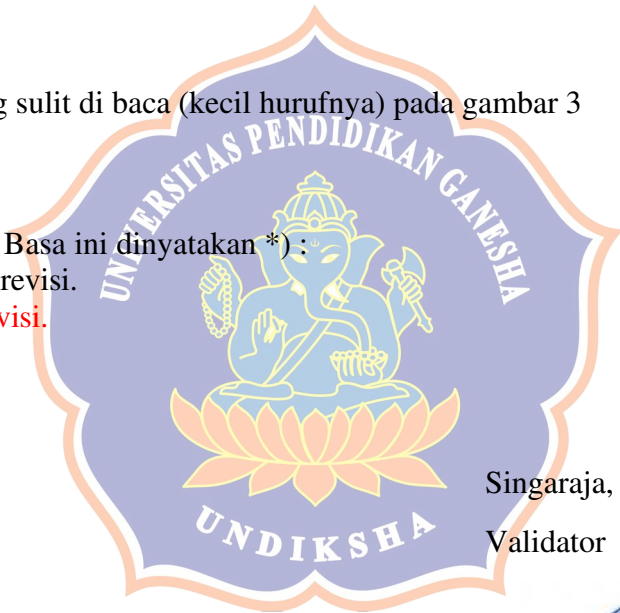 sulit di baca (kecil hurufnya) pada gambar 3
UNIVERSITAS PENDIDIKAN GANESHA
Basa ini dinyatakan *) :
revisi.
visi.
Singaraja,
UNDIKSHA
Validator